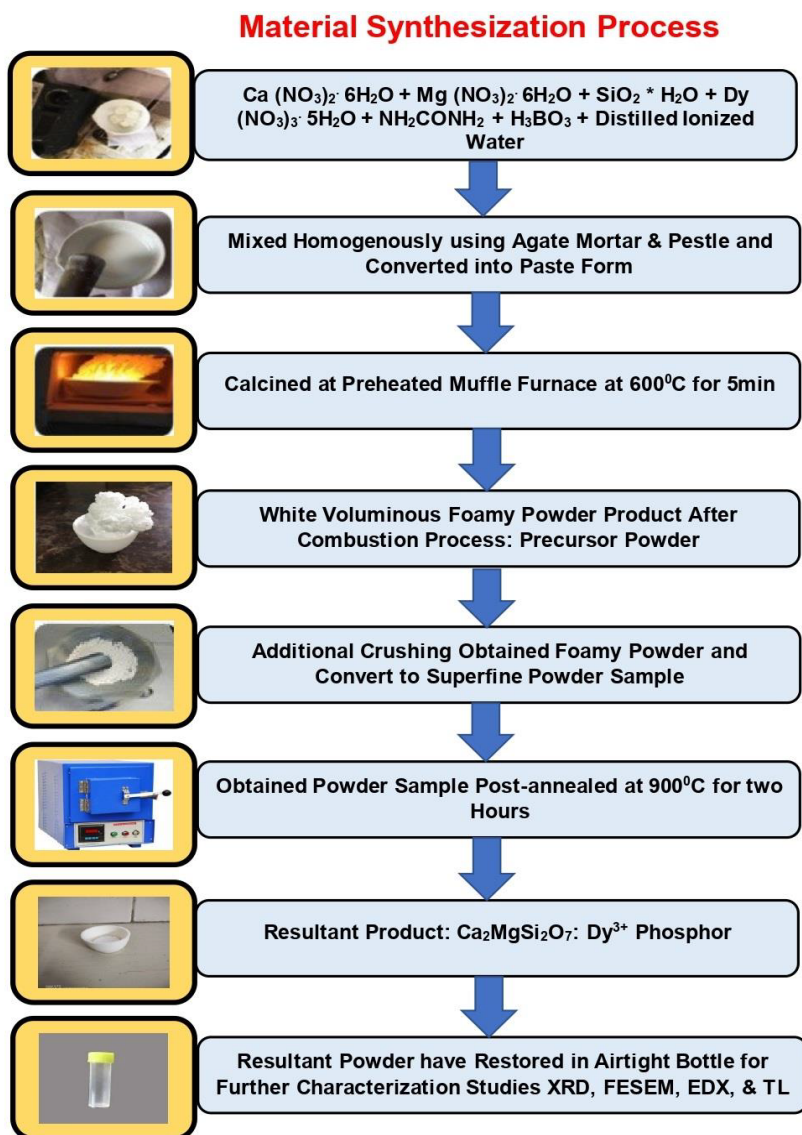 Material Synthesization Process
Ca (NO₃)₂· 6H₂O + Mg (NO₃)₂· 6H₂O + SiO₂ * H₂O + Dy
(NO₃)₃· 5H₂O + NH₂CONH₂ + H₃BO₃ + Distilled Ionized
Water
Mixed Homogenously using Agate Mortar & Pestle and
Converted into Paste Form
Calcined at Preheated Muffle Furnace at 600⁰C for 5min
White Voluminous Foamy Powder Product After
Combustion Process: Precursor Powder
Additional Crushing Obtained Foamy Powder and
Convert to Superfine Powder Sample
Obtained Powder Sample Post-annealed at 900⁰C for two
Hours
Resultant Product: Ca₂MgSi₂O₇: Dy³⁺ Phosphor
Resultant Powder have Restored in Airtight Bottle for
Further Characterization Studies XRD, FESEM, EDX, & TL